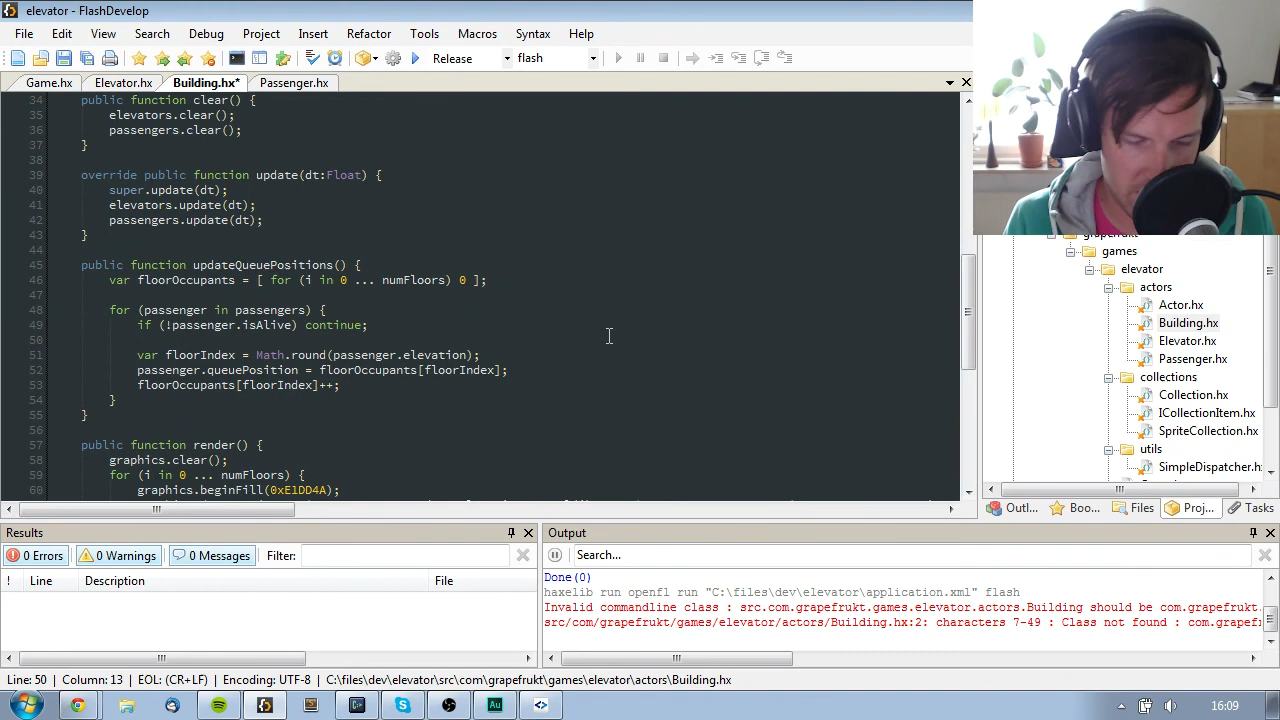 elevator - FlashDevelop
File Edit View Search Debug Project Insert Refactor Tools Macros Syntax Help
Release flash
Game.hx Elevator.hx Building.hx* Passenger.hx
34 public function clear() {
35 elevators.clear();
36 passengers.clear();
37 }
38
39 override public function update(dt:Float) {
40 super.update(dt);
41 elevators.update(dt);
42 passengers.update(dt);
43 }
44
45 public function updateQueuePositions() {
46 var floorOccupants = [ for (i in 0 ... numFloors) 0 ];
47
48 for (passenger in passengers) {
49 if (!passenger.isAlive) continue;
50
51 var floorIndex = Math.round(passenger.elevation);
52 passenger.queuePosition = floorOccupants[floorIndex];
53 floorOccupants[floorIndex]++;
54 }
55 }
56
57 public function render() {
58 graphics.clear();
59 for (i in 0 ... numFloors) {
60 graphics.beginFill(0xE1DD4A);
games
elevator
actors
Actor.hx
Building.hx
Elevator.hx
Passenger.hx
collections
Collection.hx
ICollectionItem.hx
SpriteCollection.hx
utils
SimpleDispatcher.hx
Outl... Boo... Files Proj... Tasks
Results
0 Errors 0 Warnings 0 Messages Filter:
! Line Description File
Output
Search...
Done(0)
haxelib run openfl run "C:\files\dev\elevator\application.xml" flash
Invalid commandline class : src.com.grapefrukt.games.elevator.actors.Building should be com.grapefrukt.
src/com/grapefrukt/games/elevator/actors/Building.hx:2: characters 7-49 : Class not found : com.grapefr
Line: 50 Column: 13 EOL: (CR+LF) Encoding: UTF-8 C:\files\dev\elevator\src\com\grapefrukt\games\elevator\actors\Building.hx
Au
16:09